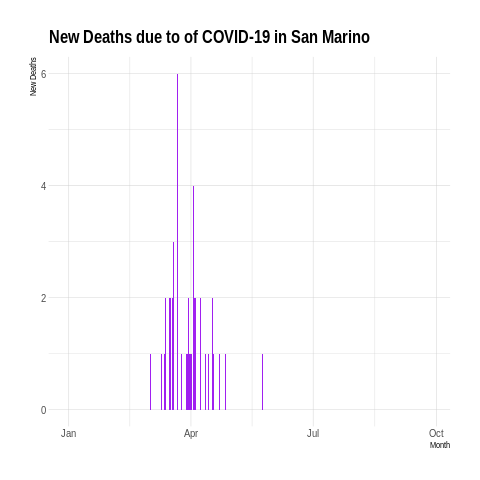 New Deaths due to of COVID-19 in San Marino
New Deaths
6
4
2
0
Jan Apr Jul Oct
Month